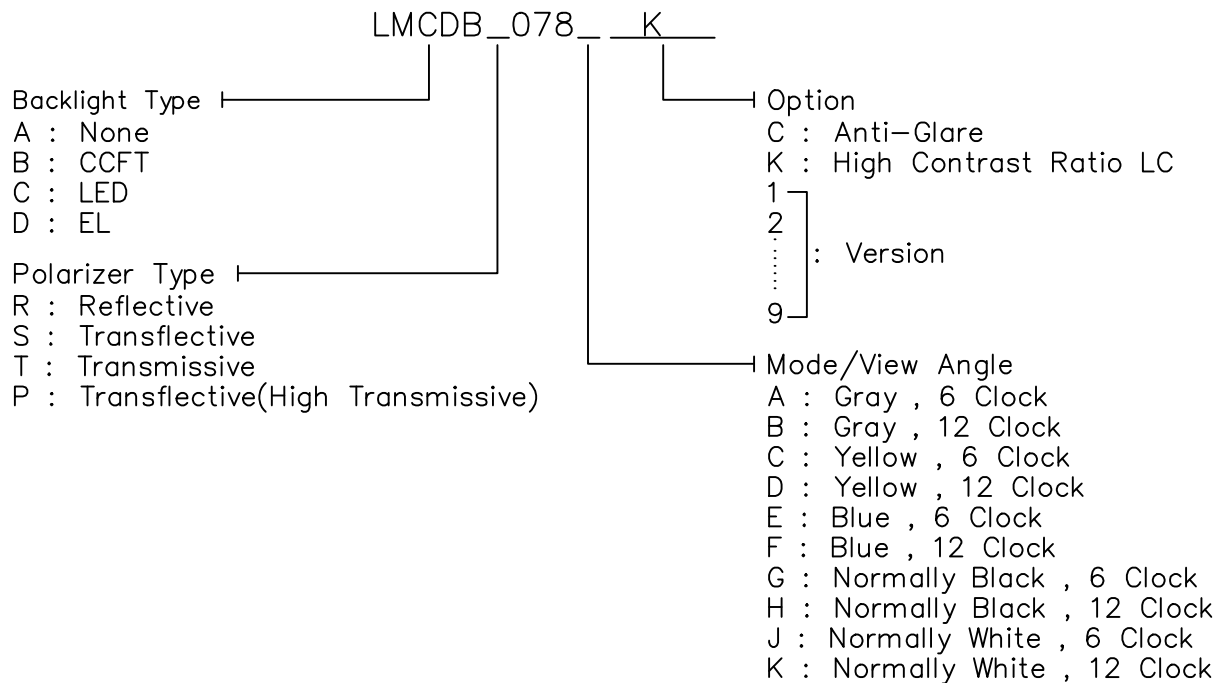 LMCDB_078_ _K_
Backlight Type
A : None
B : CCFT
C : LED
D : EL
Polarizer Type
R : Reflective
S : Transflective
T : Transmissive
P : Transflective(High Transmissive)
Option
C : Anti-Glare
K : High Contrast Ratio LC
1
2
: Version
9
Mode/View Angle
A : Gray , 6 Clock
B : Gray , 12 Clock
C : Yellow , 6 Clock
D : Yellow , 12 Clock
E : Blue , 6 Clock
F : Blue , 12 Clock
G : Normally Black , 6 Clock
H : Normally Black , 12 Clock
J : Normally White , 6 Clock
K : Normally White , 12 Clock